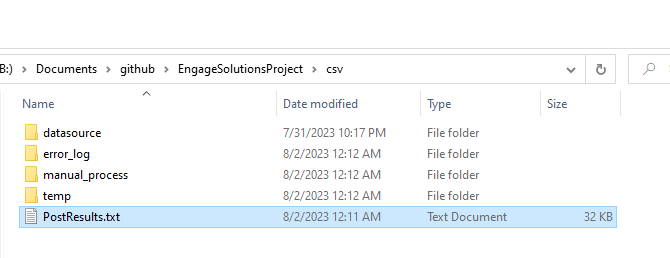 B:) > Documents > github > EngageSolutionsProject > csv
Name Date modified Type Size
datasource 7/31/2023 10:17 PM File folder
error_log 8/2/2023 12:12 AM File folder
manual_process 8/2/2023 12:12 AM File folder
temp 8/2/2023 12:12 AM File folder
PostResults.txt 8/2/2023 12:11 AM Text Document 32 KB